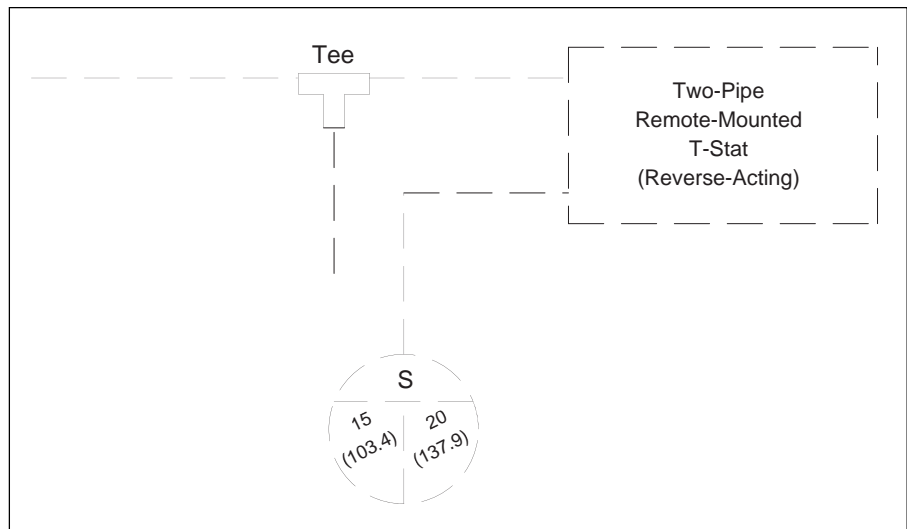 Tee
Two-Pipe
Remote-Mounted
T-Stat
(Reverse-Acting)
S
15
(103.4)
20
(137.9)